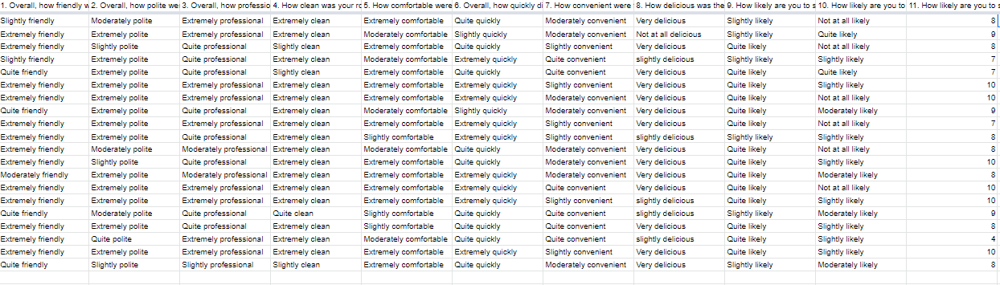 1. Overall, how friendly w 2. Overall, how polite we 3. Overall, how professio 4. How clean was your ro 5. How comfortable were 6. Overall, how quickly di 7. How convenient were 8. How delicious was the 9. How likely are you to s 10. How likely are you to 11. How likely are you to s
Slightly friendly Moderately polite Extremely professional Extremely clean Extremely comfortable Quite quickly Moderately convenient Very delicious Slightly likely Not at all likely 8
Extremely friendly Extremely polite Extremely professional Extremely clean Moderately comfortable Slightly quickly Moderately convenient Not at all delicious Slightly likely Quite likely 9
Extremely friendly Slightly polite Quite professional Slightly clean Extremely comfortable Quite quickly Slightly convenient Very delicious Quite likely Not at all likely 8
Slightly friendly Extremely polite Quite professional Extremely clean Moderately comfortable Extremely quickly Quite convenient slightly delicious Slightly likely Slightly likely 7
Quite friendly Extremely polite Quite professional Slightly clean Extremely comfortable Quite quickly Quite convenient Very delicious Quite likely Quite likely 7
Extremely friendly Extremely polite Extremely professional Extremely clean Extremely comfortable Extremely quickly Slightly convenient Very delicious Quite likely Slightly likely 10
Extremely friendly Extremely polite Extremely professional Extremely clean Extremely comfortable Extremely quickly Moderately convenient Very delicious Quite likely Not at all likely 10
Quite friendly Extremely polite Quite professional Extremely clean Moderately comfortable Slightly quickly Moderately convenient Very delicious Quite likely Moderately likely 9
Extremely friendly Extremely polite Extremely professional Extremely clean Extremely comfortable Extremely quickly Slightly convenient Very delicious Quite likely Not at all likely 7
Extremely friendly Extremely polite Quite professional Extremely clean Slightly comfortable Extremely quickly Slightly convenient slightly delicious Slightly likely Slightly likely 8
Extremely friendly Moderately polite Moderately professional Extremely clean Moderately comfortable Quite quickly Moderately convenient Very delicious Quite likely Not at all likely 8
Extremely friendly Slightly polite Quite professional Extremely clean Extremely comfortable Quite quickly Moderately convenient Very delicious Quite likely Slightly likely 10
Moderately friendly Extremely polite Moderately professional Extremely clean Extremely comfortable Extremely quickly Moderately convenient Very delicious Quite likely Moderately likely 8
Extremely friendly Extremely polite Extremely professional Extremely clean Extremely comfortable Extremely quickly Quite convenient Very delicious Quite likely Not at all likely 10
Extremely friendly Extremely polite Extremely professional Extremely clean Extremely comfortable Extremely quickly Slightly convenient slightly delicious Quite likely Slightly likely 10
Quite friendly Moderately polite Quite professional Quite clean Slightly comfortable Quite quickly Quite convenient slightly delicious Slightly likely Moderately likely 9
Extremely friendly Extremely polite Quite professional Extremely clean Slightly comfortable Quite quickly Quite convenient Very delicious Quite likely Slightly likely 8
Extremely friendly Quite polite Extremely professional Extremely clean Moderately comfortable Quite quickly Quite convenient slightly delicious Quite likely Slightly likely 4
Extremely friendly Extremely polite Extremely professional Extremely clean Extremely comfortable Extremely quickly Slightly convenient Very delicious Quite likely Slightly likely 10
Quite friendly Slightly polite Slightly professional Slightly clean Extremely comfortable Quite quickly Moderately convenient Very delicious Slightly likely Moderately likely 8